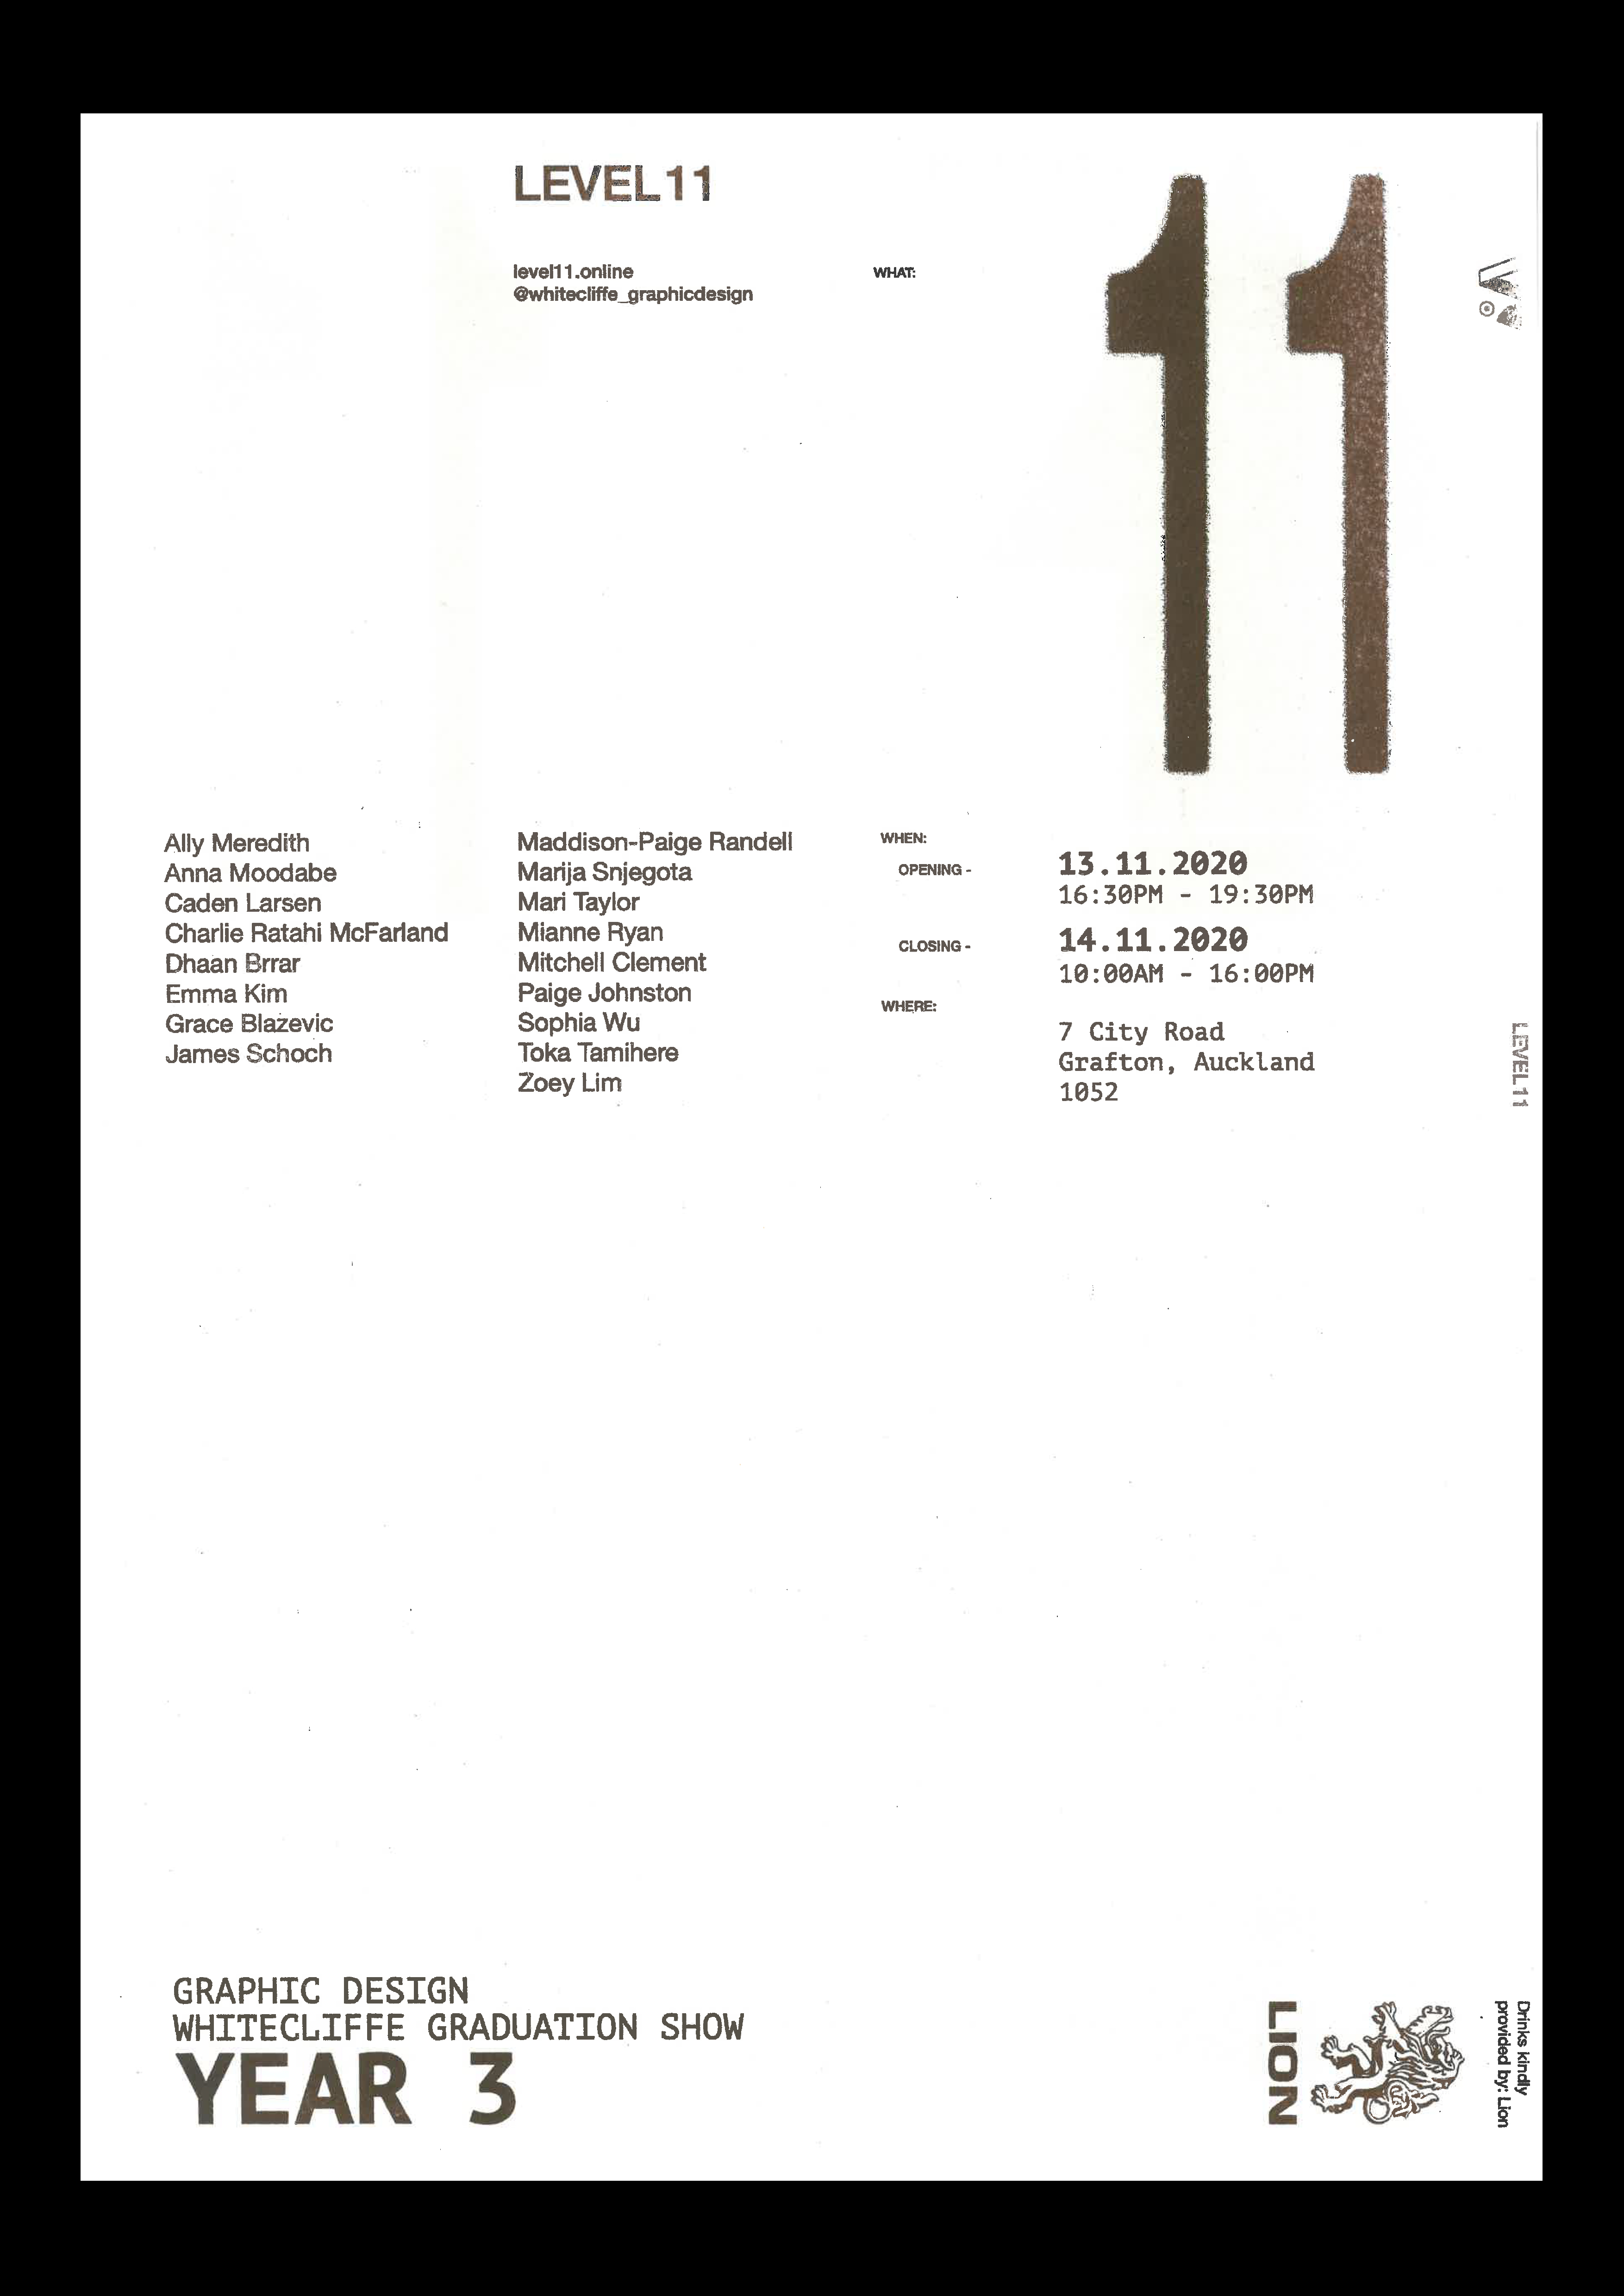 LEVEL11
level11.online
@whitecliffe_graphicdesign
WHAT:
11
Ally Meredith
Anna Moodabe
Caden Larsen
Charlie Ratahi McFarland
Dhaan Brrar
Emma Kim
Grace Blazevic
James Schoch
Maddison-Paige Randell
Marija Snjegota
Mari Taylor
Mianne Ryan
Mitchell Clement
Paige Johnston
Sophia Wu
Toka Tamihere
Zoey Lim
WHEN:
OPENING -
13.11.2020
16:30PM - 19:30PM
CLOSING -
14.11.2020
10:00AM - 16:00PM
WHERE:
7 City Road
Grafton, Auckland
1052
LEVEL11
GRAPHIC DESIGN
WHITECLIFFE GRADUATION SHOW
YEAR 3
LION
Drinks kindly
provided by: Lion